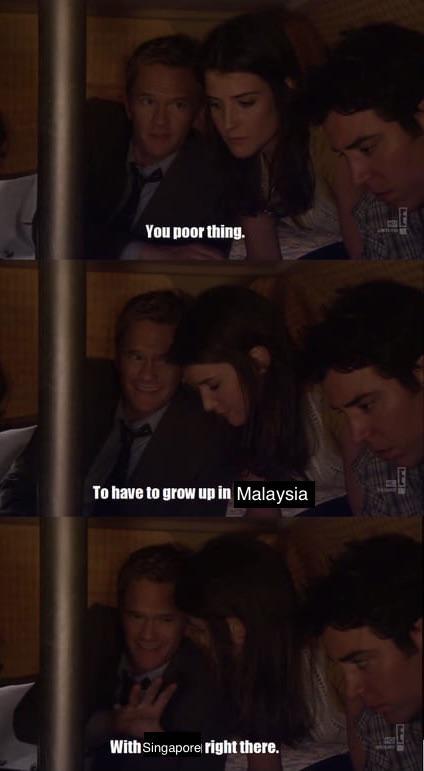 You poor thing.
To have to grow up in Malaysia
With Singapore right there.